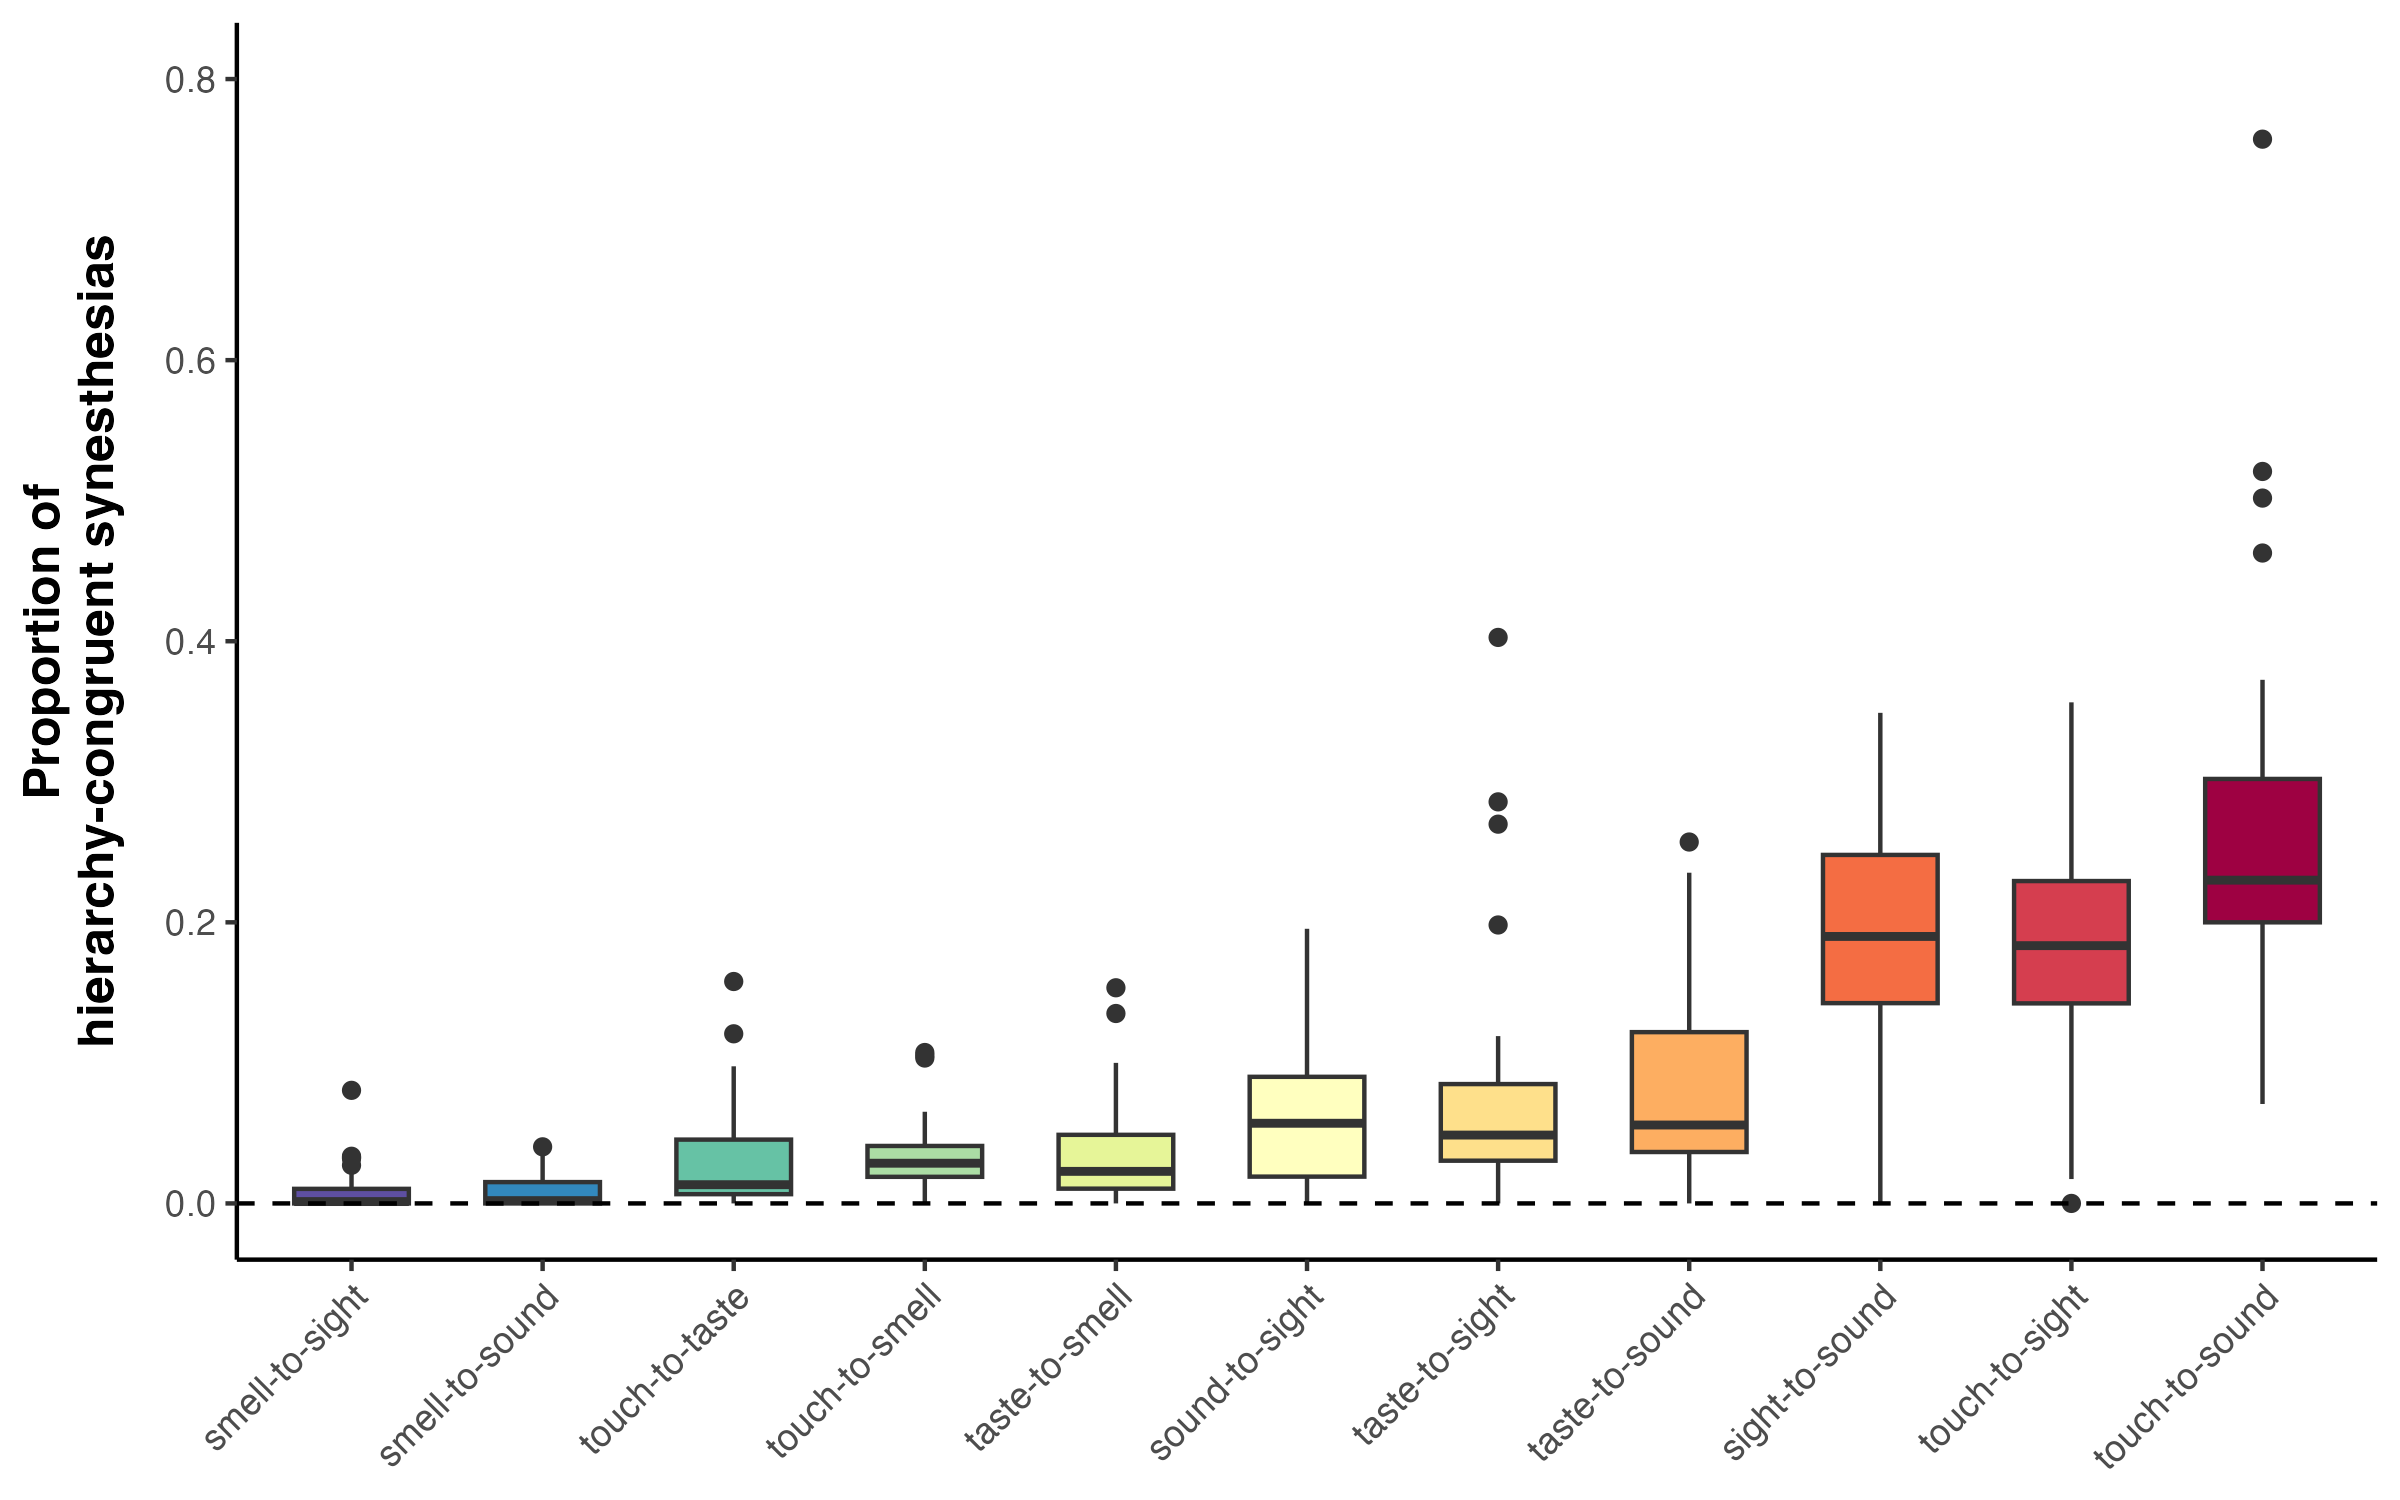 Proportion of
hierarchy-congruent synesthesias
0.8
0.6
0.4
0.2
0.0
smell-to-sight
smell-to-sound
touch-to-taste
touch-to-smell
taste-to-smell
sound-to-sight
taste-to-sight
taste-to-sound
sight-to-sound
touch-to-sight
touch-to-sound